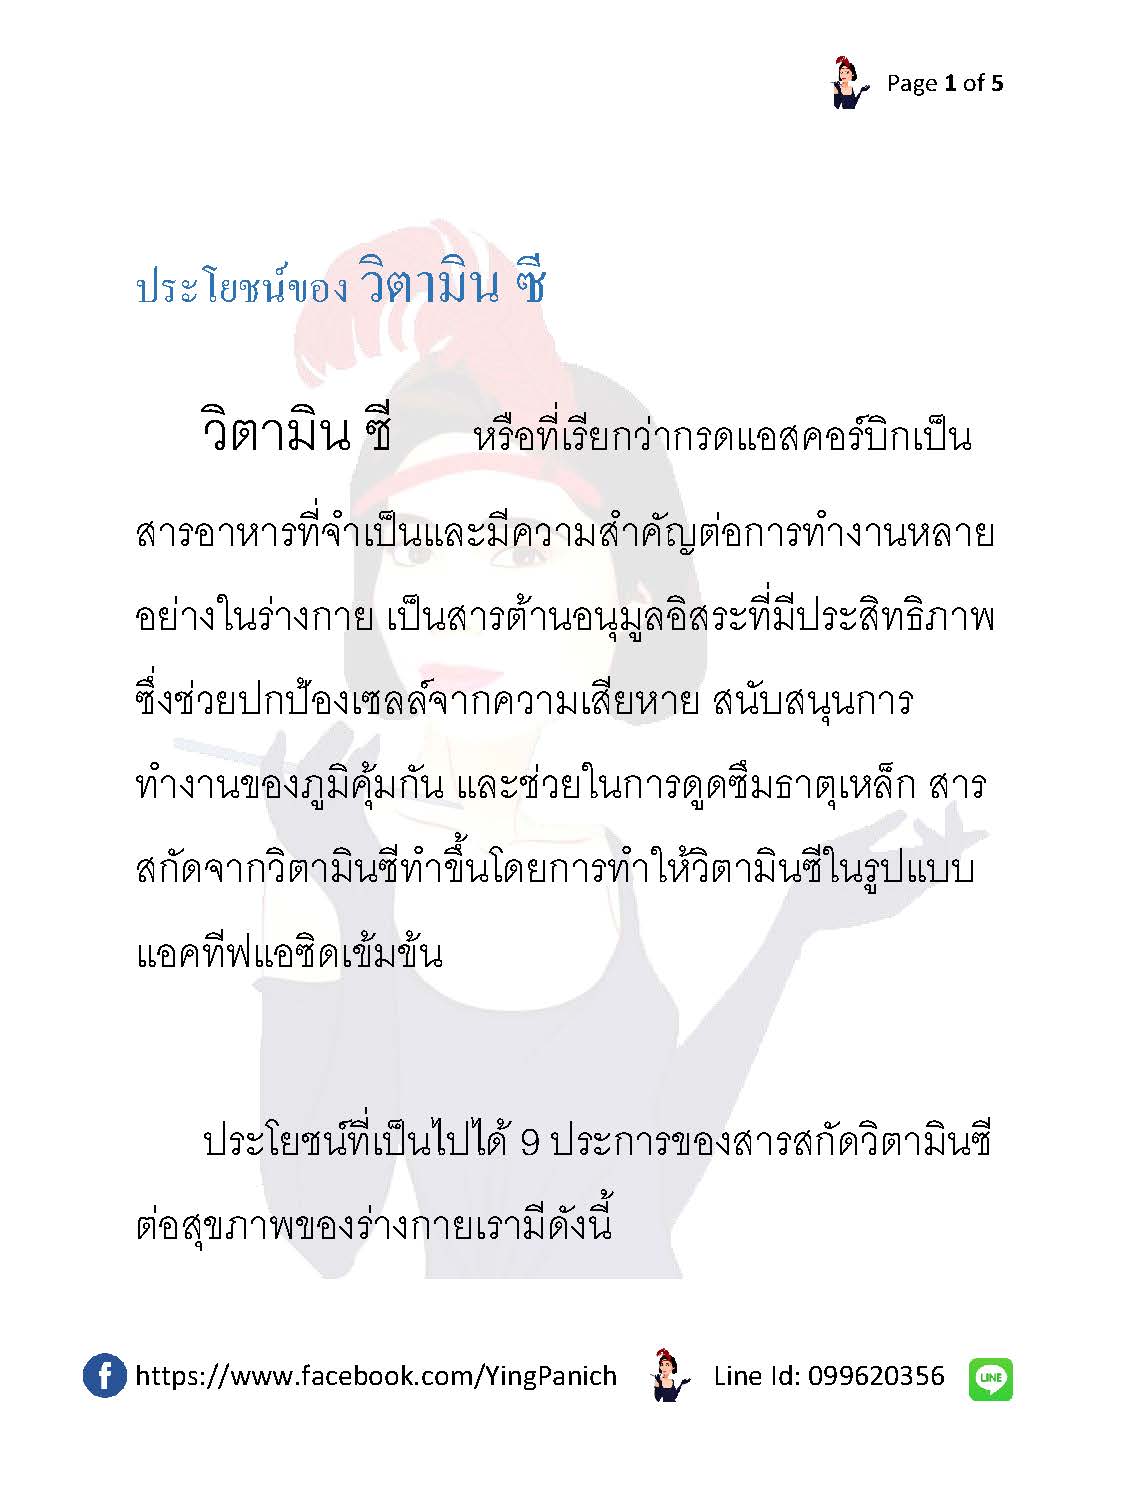 Page 1 of 5
ประโยชน์ของ วิตามิน ซี
วิตามิน ซี หรือที่เรียกว่ากรดแอสคอร์บิกเป็น
สารอาหารที่จำเป็นและมีความสำคัญต่อการทำงานหลาย
อย่างในร่างกาย เป็นสารต้านอนุมูลอิสระที่มีประสิทธิภาพ
ซึ่งช่วยปกป้องเซลล์จากความเสียหาย สนับสนุนการ
ทำงานของภูมิคุ้มกัน และช่วยในการดูดซึมธาตุเหล็ก สาร
สกัดจากวิตามินซีทำขึ้นโดยการทำให้วิตามินซีในรูปแบบ
แอคทีฟแอซิดเข้มข้น
ประโยชน์ที่เป็นไปได้ 9 ประการของสารสกัดวิตามินซี
ต่อสุขภาพของร่างกายเรามีดังนี้
https://www.facebook.com/YingPanich Line Id: 099620356 LINE